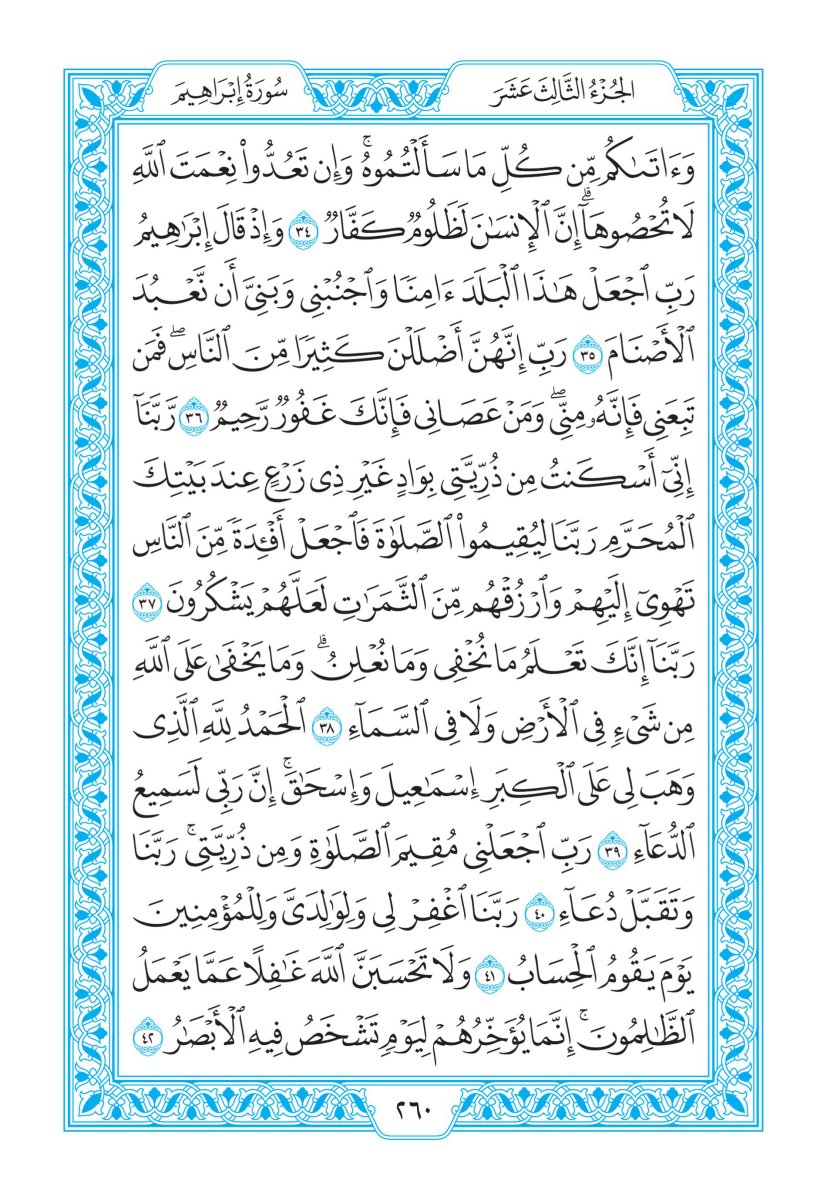 الجُزْءُ الثَّالِثَ عَشَرَ
سُورَةُ إِبْرَاهِيمَ
وَءَاتَىٰكُم مِّن كُلِّ مَا سَأَلْتُمُوهُۚ وَإِن تَعُدُّواْ نِعْمَتَ ٱللَّهِ
لَا تُحْصُوهَآۗ إِنَّ ٱلْإِنسَٰنَ لَظَلُومٌ كَفَّارٌ ٣٤ وَإِذْ قَالَ إِبْرَٰهِيمُ
رَبِّ ٱجْعَلْ هَٰذَا ٱلْبَلَدَ ءَامِنًا وَٱجْنُبْنِى وَبَنِىَّ أَن نَّعْبُدَ
ٱلْأَصْنَامَ ٣٥ رَبِّ إِنَّهُنَّ أَضْلَلْنَ كَثِيرًا مِّنَ ٱلنَّاسِۖ فَمَن
تَبِعَنِى فَإِنَّهُۥ مِنِّىۖ وَمَنْ عَصَانِى فَإِنَّكَ غَفُورٌ رَّحِيمٌ ٣٦ رَّبَّنَآ
إِنِّىٓ أَسْكَنتُ مِن ذُرِّيَّتِى بِوَادٍ غَيْرِ ذِى زَرْعٍ عِندَ بَيْتِكَ
ٱلْمُحَرَّمِ رَبَّنَا لِيُقِيمُواْ ٱلصَّلَوٰةَ فَٱجْعَلْ أَفْـِٔدَةً مِّنَ ٱلنَّاسِ
تَهْوِىٓ إِلَيْهِمْ وَٱرْزُقْهُم مِّنَ ٱلثَّمَرَٰتِ لَعَلَّهُمْ يَشْكُرُونَ ٣٧
رَبَّنَآ إِنَّكَ تَعْلَمُ مَا نُخْفِى وَمَا نُعْلِنُۗ وَمَا يَخْفَىٰ عَلَى ٱللَّهِ
مِن شَىْءٍ فِى ٱلْأَرْضِ وَلَا فِى ٱلسَّمَآءِ ٣٨ ٱلْحَمْدُ لِلَّهِ ٱلَّذِى
وَهَبَ لِى عَلَى ٱلْكِبَرِ إِسْمَٰعِيلَ وَإِسْحَٰقَۚ إِنَّ رَبِّى لَسَمِيعُ
ٱلدُّعَآءِ ٣٩ رَبِّ ٱجْعَلْنِى مُقِيمَ ٱلصَّلَوٰةِ وَمِن ذُرِّيَّتِىۚ رَبَّنَا
وَتَقَبَّلْ دُعَآءِ ٤٠ رَبَّنَا ٱغْفِرْ لِى وَلِوَٰلِدَىَّ وَلِلْمُؤْمِنِينَ
يَوْمَ يَقُومُ ٱلْحِسَابُ ٤١ وَلَا تَحْسَبَنَّ ٱللَّهَ غَٰفِلًا عَمَّا يَعْمَلُ
ٱلظَّٰلِمُونَۚ إِنَّمَا يُؤَخِّرُهُمْ لِيَوْمٍ تَشْخَصُ فِيهِ ٱلْأَبْصَٰرُ ٤٢
٢٦٠